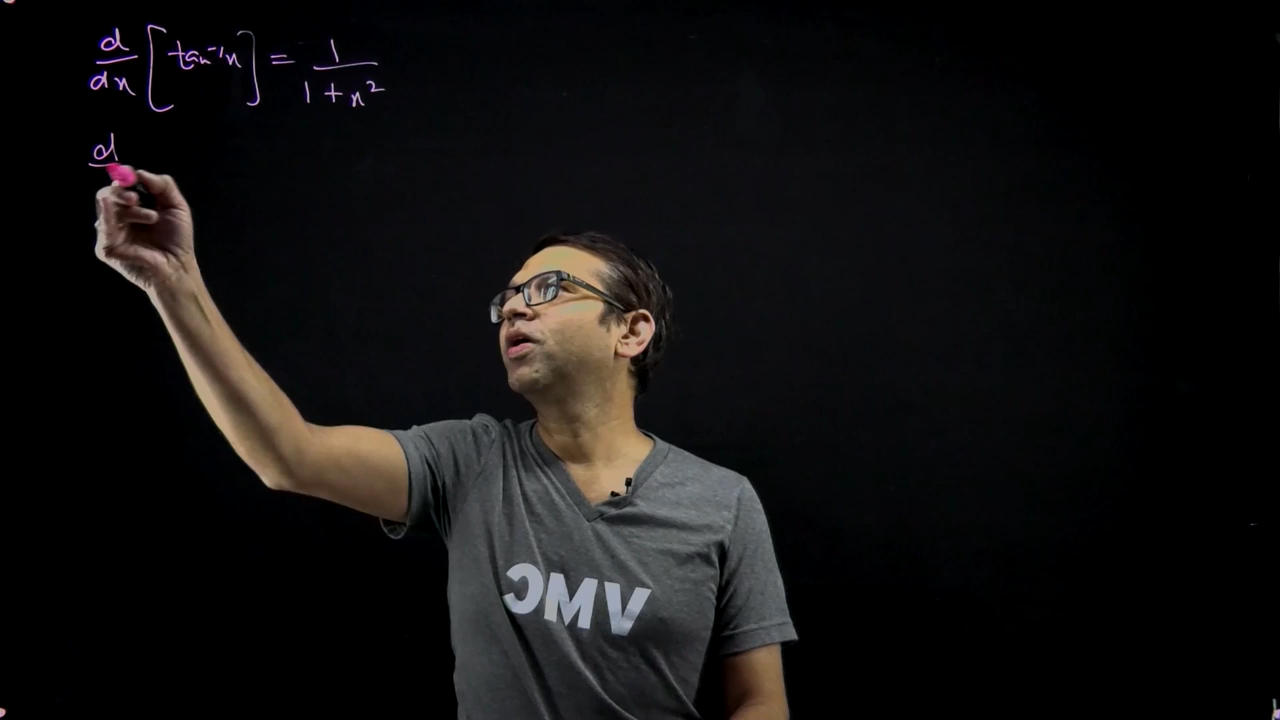 d/dx [tan⁻¹x] = 1/(1+x²)
d
VMC